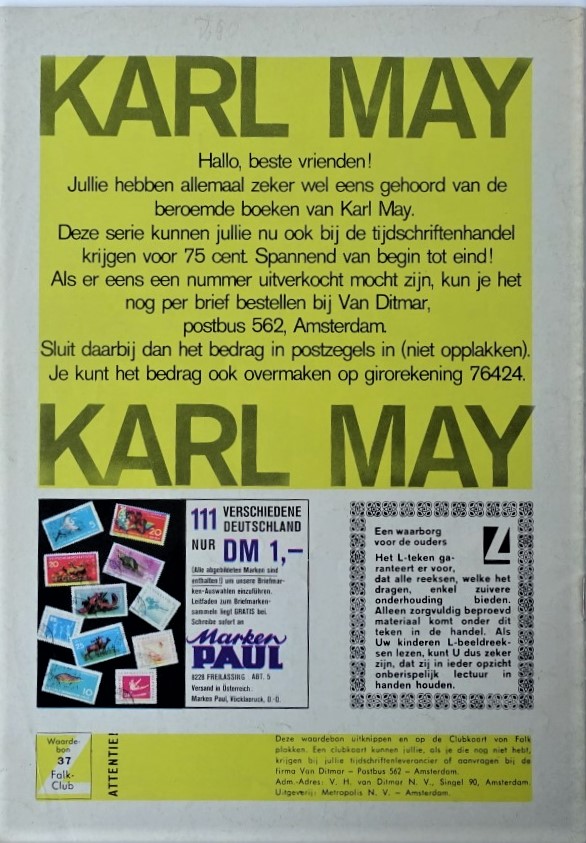 KARL MAY
Hallo, beste vrienden!
Jullie hebben allemaal zeker wel eens gehoord van de
beroemde boeken van Karl May.
Deze serie kunnen jullie nu ook bij de tijdschriftenhandel
krijgen voor 75 cent. Spannend van begin tot eind!
Als er eens een nummer uitverkocht mocht zijn, kun je het
nog per brief bestellen bij Van Ditmar,
postbus 562, Amsterdam.
Sluit daarbij dan het bedrag in postzegels in (niet opplakken).
Je kunt het bedrag ook overmaken op girorekening 76424.
KARL MAY
111 VERSCHIEDENE
DEUTSCHLAND
NUR DM 1,–
(Alle abgebildeten Marken sind
enthalten!) um unsere Briefmar-
ken-Auswahlen einzuführen.
Leitfaden zum Briefmarken-
sammeln liegt GRATIS bei.
Schreibe sofort an
Marken
PAUL
8228 FREILASSING · ABT. 5
Versand in Österreich:
Marken Paul, Vöcklabruck, O.-Ö.
Een waarborg
voor de ouders
L
Het L-teken ga-
ranteert er voor,
dat alle reeksen, welke het
dragen, enkel zuivere
onderhouding bieden.
Alleen zorgvuldig beproevd
materiaal komt onder dit
teken in de handel. Als
Uw kinderen L-beeldreek-
sen lezen, kunt U dus zeker
zijn, dat zij in ieder opzicht
onberispelijk lectuur in
handen houden.
Waarde-
bon
37
Falk-
Club
ATTENTIE!
Deze waardebon uitknippen en op de Clubkaart van Falk
plakken. Een clubkaart kunnen jullie, als je die nog niet hebt,
krijgen bij jullie tijdschriftenleverancier of aanvragen bij de
firma Van Ditmar – Postbus 562 – Amsterdam.
Adm.-Adres: V. H. van Ditmar N. V., Singel 90, Amsterdam.
Uitgeverij: Metropolis N. V. – Amsterdam.